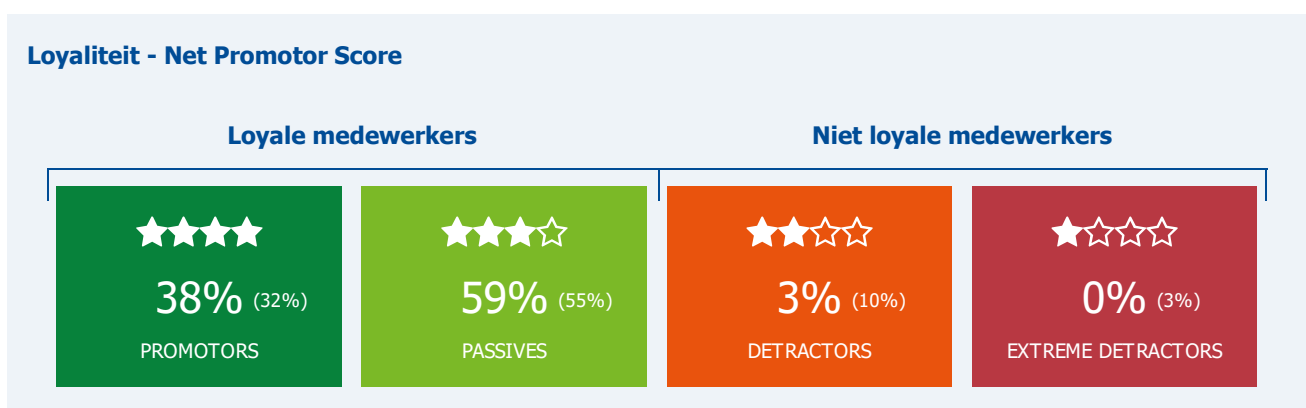 Loyaliteit - Net Promotor Score
Loyale medewerkers
Niet loyale medewerkers
38% (32%)
PROMOTORS
59% (55%)
PASSIVES
3% (10%)
DETRACTORS
0% (3%)
EXTREME DETRACTORS